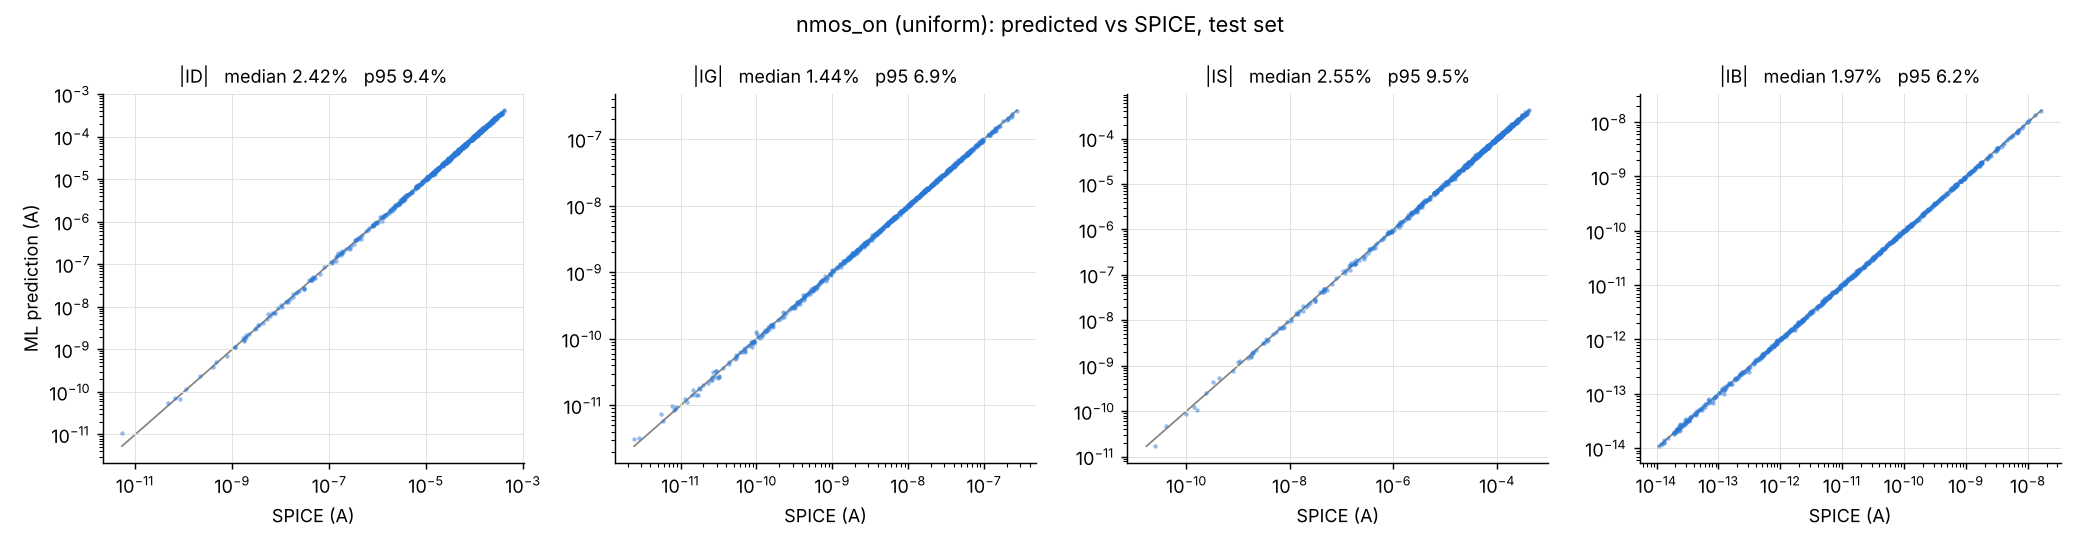 nmos_on (uniform): predicted vs SPICE, test set
|ID| median 2.42% p95 9.4%
ML prediction (A)
10⁻³
10⁻⁴
10⁻⁵
10⁻⁶
10⁻⁷
10⁻⁸
10⁻⁹
10⁻¹⁰
10⁻¹¹
10⁻¹¹ 10⁻⁹ 10⁻⁷ 10⁻⁵ 10⁻³
SPICE (A)
|IG| median 1.44% p95 6.9%
10⁻⁷
10⁻⁸
10⁻⁹
10⁻¹⁰
10⁻¹¹
10⁻¹¹ 10⁻¹⁰ 10⁻⁹ 10⁻⁸ 10⁻⁷
SPICE (A)
|IS| median 2.55% p95 9.5%
10⁻⁴
10⁻⁵
10⁻⁶
10⁻⁷
10⁻⁸
10⁻⁹
10⁻¹⁰
10⁻¹¹
10⁻¹⁰ 10⁻⁸ 10⁻⁶ 10⁻⁴
SPICE (A)
|IB| median 1.97% p95 6.2%
10⁻⁸
10⁻⁹
10⁻¹⁰
10⁻¹¹
10⁻¹²
10⁻¹³
10⁻¹⁴
10⁻¹⁴ 10⁻¹³ 10⁻¹² 10⁻¹¹ 10⁻¹⁰ 10⁻⁹ 10⁻⁸
SPICE (A)